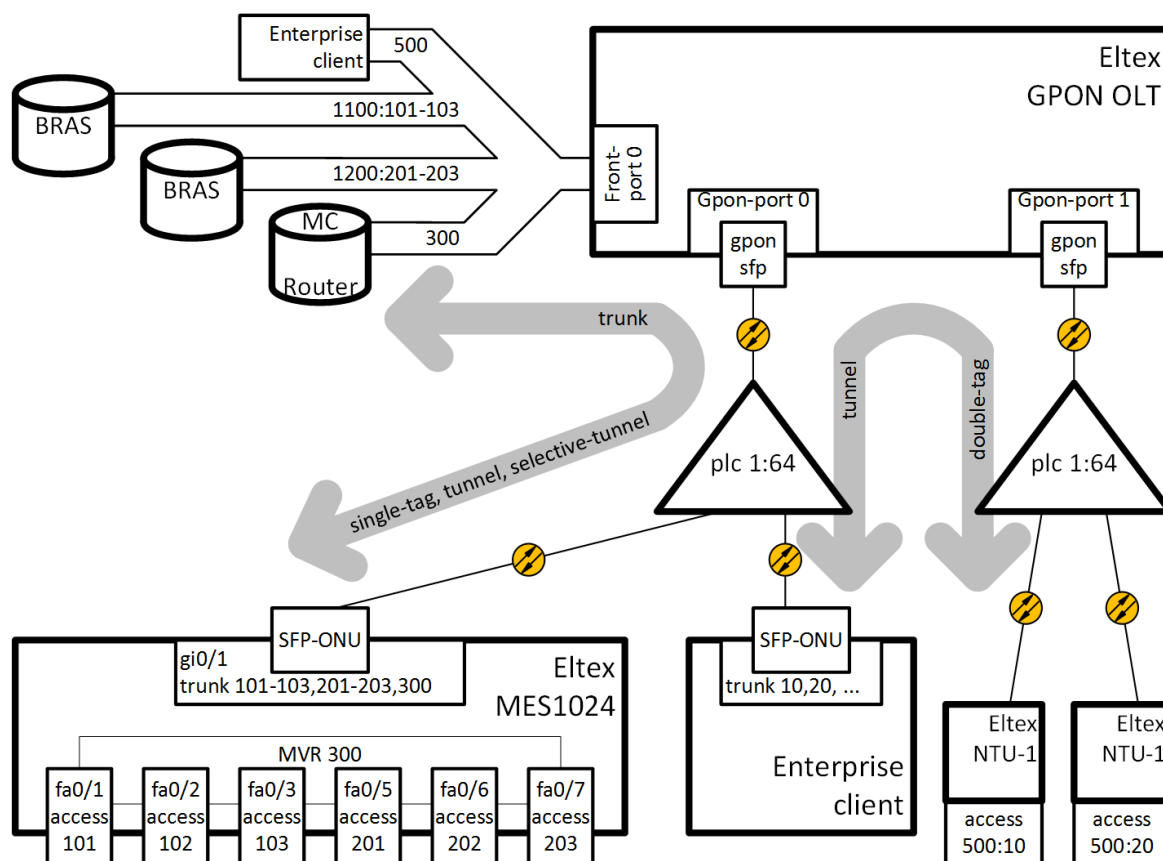 Enterprise
client
500
BRAS
1100:101-103
BRAS
1200:201-203
MC
Router
300
Eltex
GPON OLT
Front-
port 0
Gpon-port 0
gpon
sfp
Gpon-port 1
gpon
sfp
trunk
single-tag, tunnel, selective-tunnel
tunnel
double-tag
plc 1:64
plc 1:64
SFP-ONU
gi0/1
trunk 101-103,201-203,300
Eltex
MES1024
MVR 300
fa0/1
access
101
fa0/2
access
102
fa0/3
access
103
fa0/5
access
201
fa0/6
access
202
fa0/7
access
203
SFP-ONU
trunk 10,20, ...
Enterprise
client
Eltex
NTU-1
access
500:10
Eltex
NTU-1
access
500:20